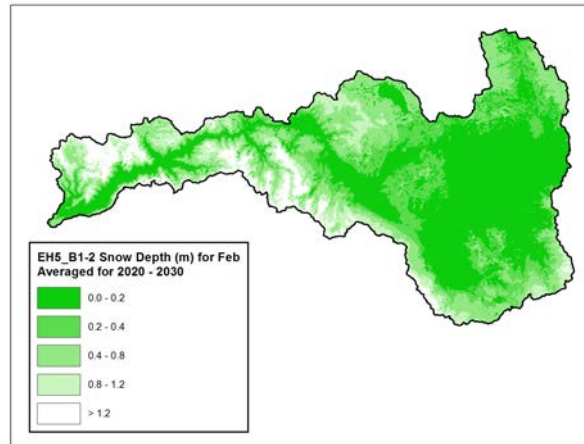 EH5_B1-2 Snow Depth (m) for Feb
Averaged for 2020 - 2030
0.0 - 0.2
0.2 - 0.4
0.4 - 0.8
0.8 - 1.2
> 1.2